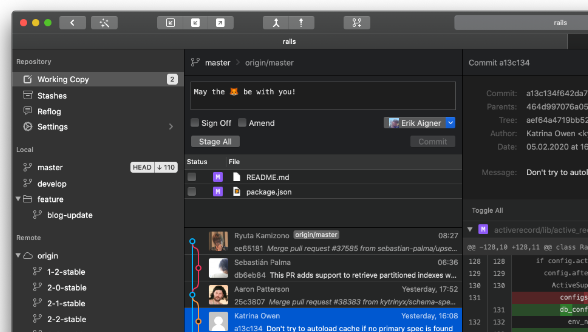 rails
rails
Repository
Working Copy 2
Stashes
Reflog
Settings
Local
master HEAD ↓ 110
develop
feature
blog-update
Remote
origin
1-2-stable
2-0-stable
2-1-stable
2-2-stable
master > origin/master
May the 🦊 be with you!
Sign Off Amend Erik Aigner
Stage All Commit
Status File
M README.md
M package.json
Ryuta Kamizono origin/master 08:27
ee65181 Merge pull request #37585 from sebastian-palma/upse...
Sebastián Palma 06:36
db6eb84 This PR adds support to retrieve partitioned indexes w...
Aaron Patterson Yesterday, 17:52
25c3807 Merge pull request #38383 from kytrinyx/schema-spe...
Katrina Owen Yesterday, 16:08
a13c134 Don't try to autoload cache if no primary spec is found
Commit a13c134
Commit: a13c134f642da7
Parents: 464d997076a05
Tree: aef64a4719bb52
Author: Katrina Owen <k
Date: 05.02.2020 at 16
Message: Don't try to autoload
Toggle All
M activerecord/lib/active_re
@@ -128,10 +128,11 @@ class Ra
128 128 if config.act
129 129 config.afte
130 130 ActiveSup
131 configs
131 db_conf
132 132 env_n